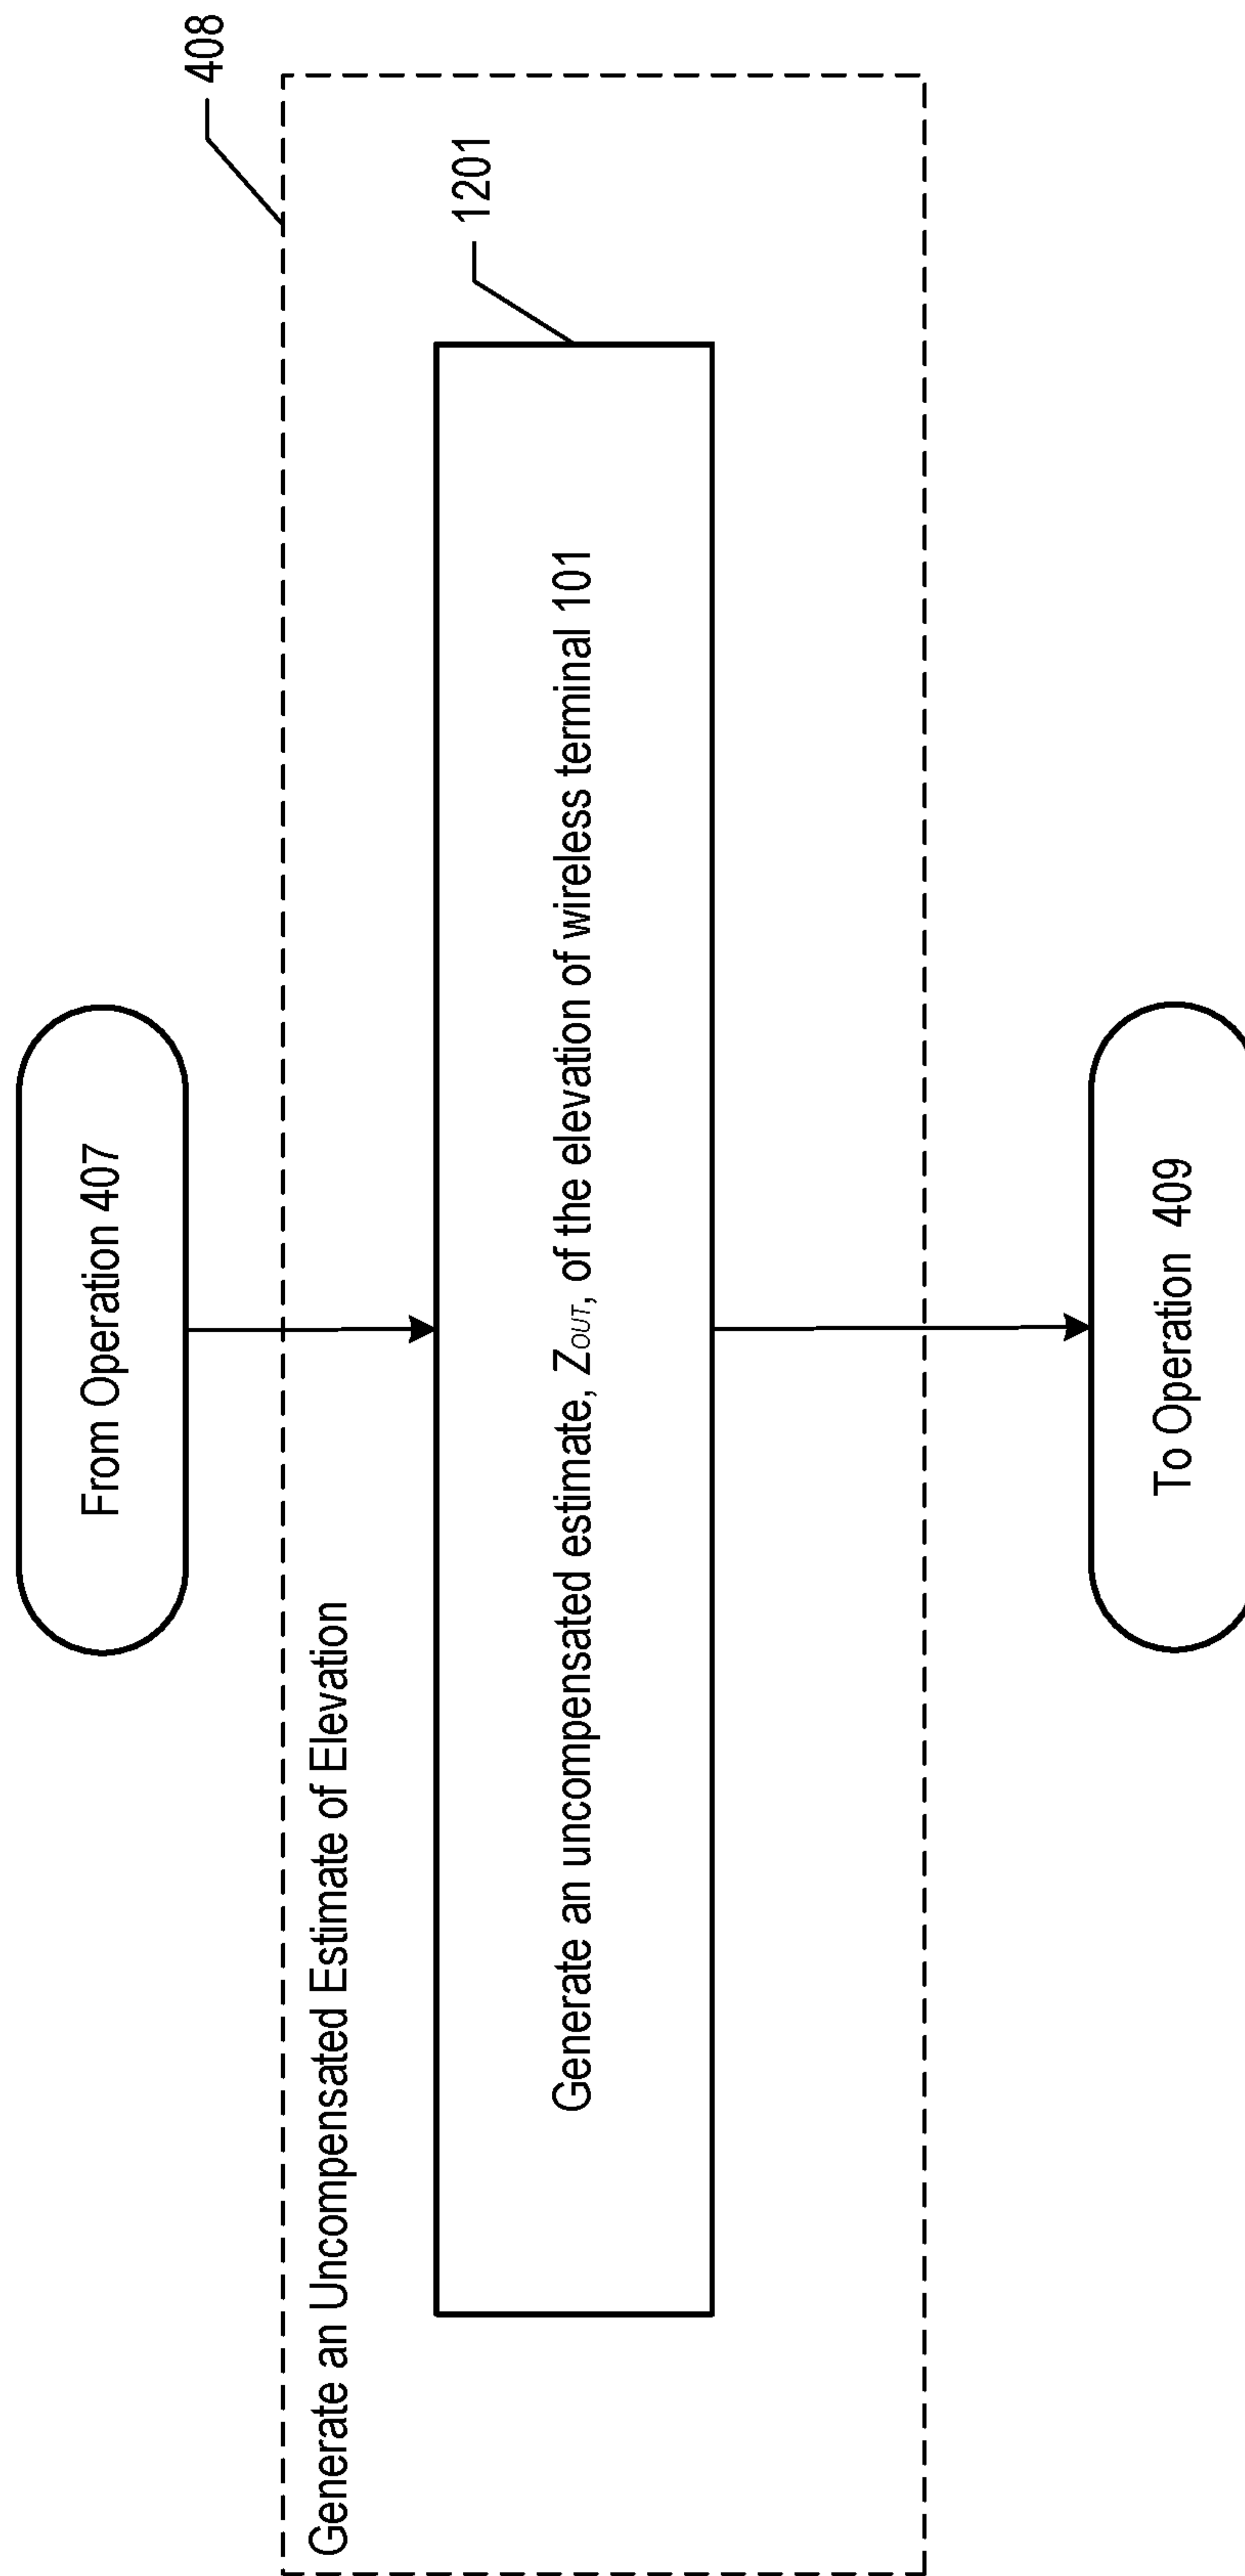 From Operation 407
408
Generate an Uncompensated Estimate of Elevation
1201
Generate an uncompensated estimate, ZOUT, of the elevation of wireless terminal 101
To Operation 409